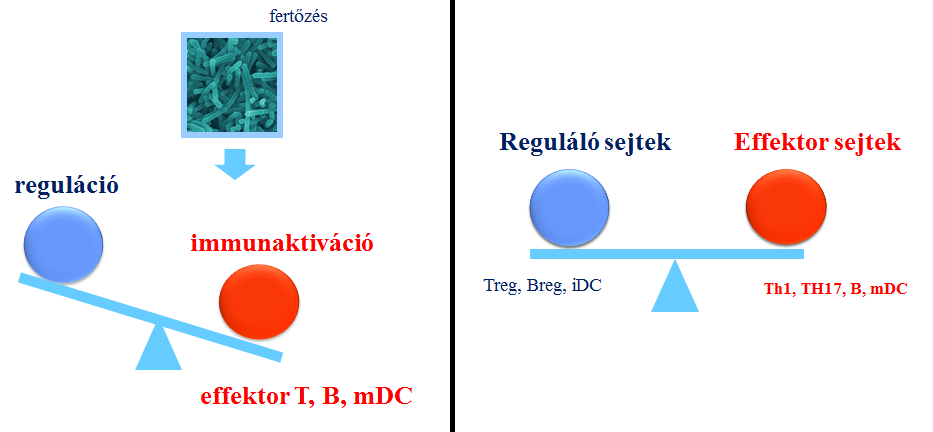 fertőzés
reguláció
immunaktiváció
effektor T, B, mDC
Reguláló sejtek
Effektor sejtek
Treg, Breg, iDC
Th1, TH17, B, mDC